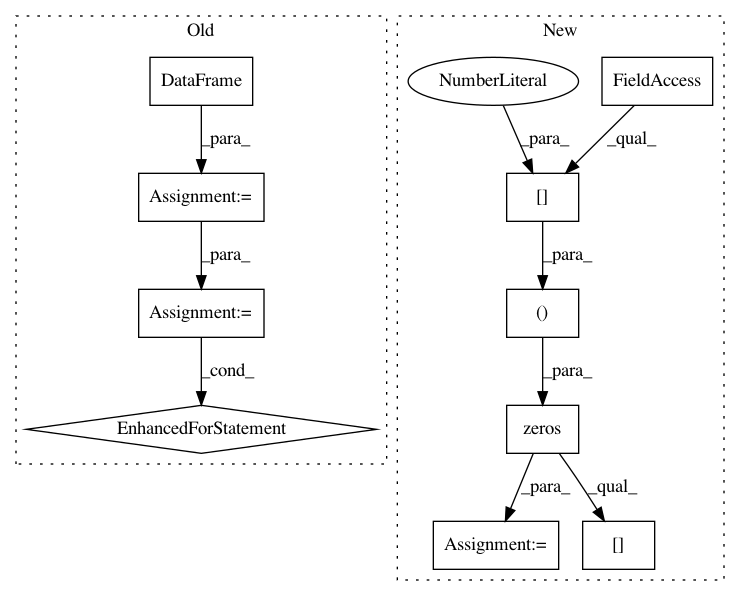 Old
DataFrame
_para_
Assignment:=
_para_
Assignment:=
_cond_
EnhancedForStatement
New
NumberLiteral
FieldAccess
_para_
_qual_
[]
_para_
()
_para_
zeros
_para_
_qual_
Assignment:=
[]